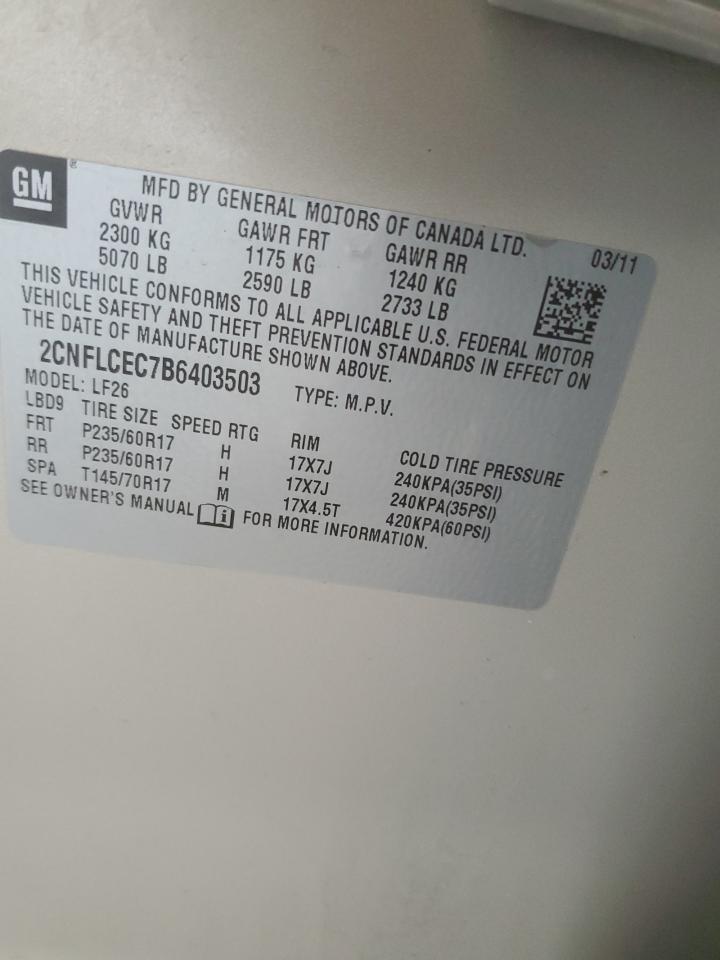 GM
MFD BY GENERAL MOTORS OF CANADA LTD. 03/11
GVWR GAWR FRT GAWR RR
2300 KG 1175 KG 1240 KG
5070 LB 2590 LB 2733 LB
THIS VEHICLE CONFORMS TO ALL APPLICABLE U.S. FEDERAL MOTOR
VEHICLE SAFETY AND THEFT PREVENTION STANDARDS IN EFFECT ON
THE DATE OF MANUFACTURE SHOWN ABOVE.
2CNFLCEC7B6403503 TYPE: M.P.V.
MODEL: LF26
LBD9 TIRE SIZE SPEED RTG RIM COLD TIRE PRESSURE
FRT P235/60R17 H 17X7J 240KPA(35PSI)
RR P235/60R17 H 17X7J 240KPA(35PSI)
SPA T145/70R17 M 17X4.5T 420KPA(60PSI)
SEE OWNER'S MANUAL i FOR MORE INFORMATION.